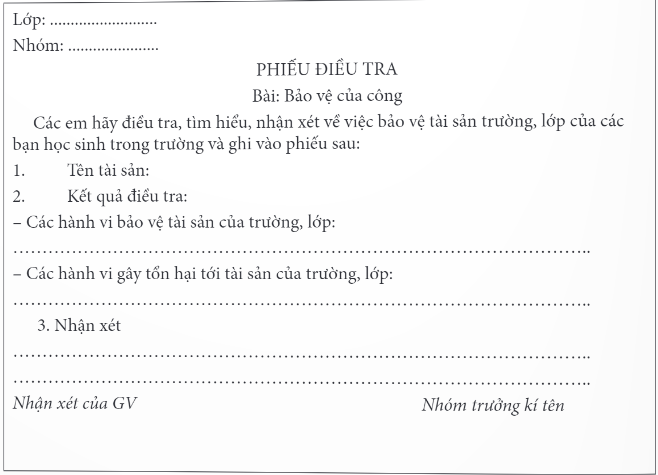 Lớp: ..........................
Nhóm: ......................
PHIẾU ĐIỀU TRA
Bài: Bảo vệ của công
Các em hãy điều tra, tìm hiểu, nhận xét về việc bảo vệ tài sản trường, lớp của các
bạn học sinh trong trường và ghi vào phiếu sau:
1. Tên tài sản:
2. Kết quả điều tra:
– Các hành vi bảo vệ tài sản của trường, lớp:
…………………………………………………………………………………..
– Các hành vi gây tổn hại tới tài sản của trường, lớp:
…………………………………………………………………………………..
3. Nhận xét
…………………………………………………………………………………..
…………………………………………………………………………………..
Nhận xét của GV Nhóm trưởng kí tên